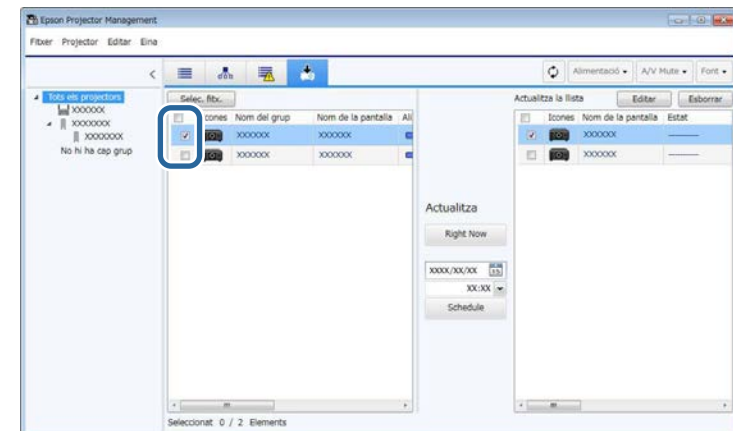 Epson Projector Management
Fitxer Projector Editar Eina
Alimentació A/V Mute Font
Tots els projectors
XXXXXX
XXXXXXX
XXXXXXX
No hi ha cap grup
Selec. fitx.
Icones Nom del grup Nom de la pantalla Ali
XXXXXX XXXXXX
XXXXXX XXXXXX
Actualitza
Right Now
XXXX/XX/XX 15
XX:XX
Schedule
Actualitza la llista Editar Esborrar
Icones Nom de la pantalla Estat
XXXXXX ———
XXXXXX ———
Seleccionat 0 / 2 Elements